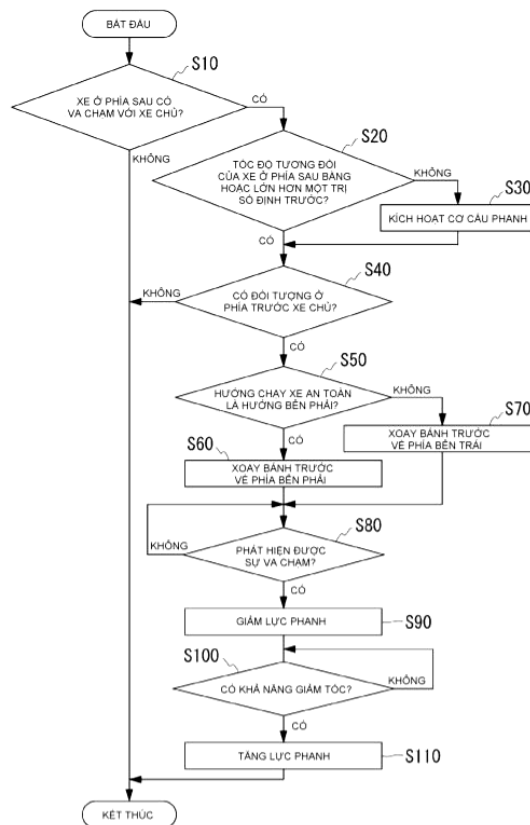 BẮT ĐẦU
S10
XE Ở PHÍA SAU CÓ
VA CHẠM VỚI XE CHỦ?
CÓ
KHÔNG
S20
TỐC ĐỘ TƯƠNG ĐỐI
CỦA XE Ở PHÍA SAU BẰNG
HOẶC LỚN HƠN MỘT TRỊ
SỐ ĐỊNH TRƯỚC?
KHÔNG
CÓ
S30
KÍCH HOẠT CƠ CẤU PHANH
S40
CÓ ĐỐI TƯỢNG Ở
PHÍA TRƯỚC XE CHỦ?
KHÔNG
CÓ
S50
HƯỚNG CHẠY XE AN TOÀN
LÀ HƯỚNG BÊN PHẢI?
KHÔNG
CÓ
S70
XOAY BÁNH TRƯỚC
VỀ PHÍA BÊN TRÁI
S60
XOAY BÁNH TRƯỚC
VỀ PHÍA BÊN PHẢI
S80
PHÁT HIỆN ĐƯỢC
SỰ VA CHẠM?
KHÔNG
CÓ
GIẢM LỰC PHANH
S90
S100
CÓ KHẢ NĂNG GIẢM TỐC?
KHÔNG
CÓ
TĂNG LỰC PHANH
S110
KẾT THÚC